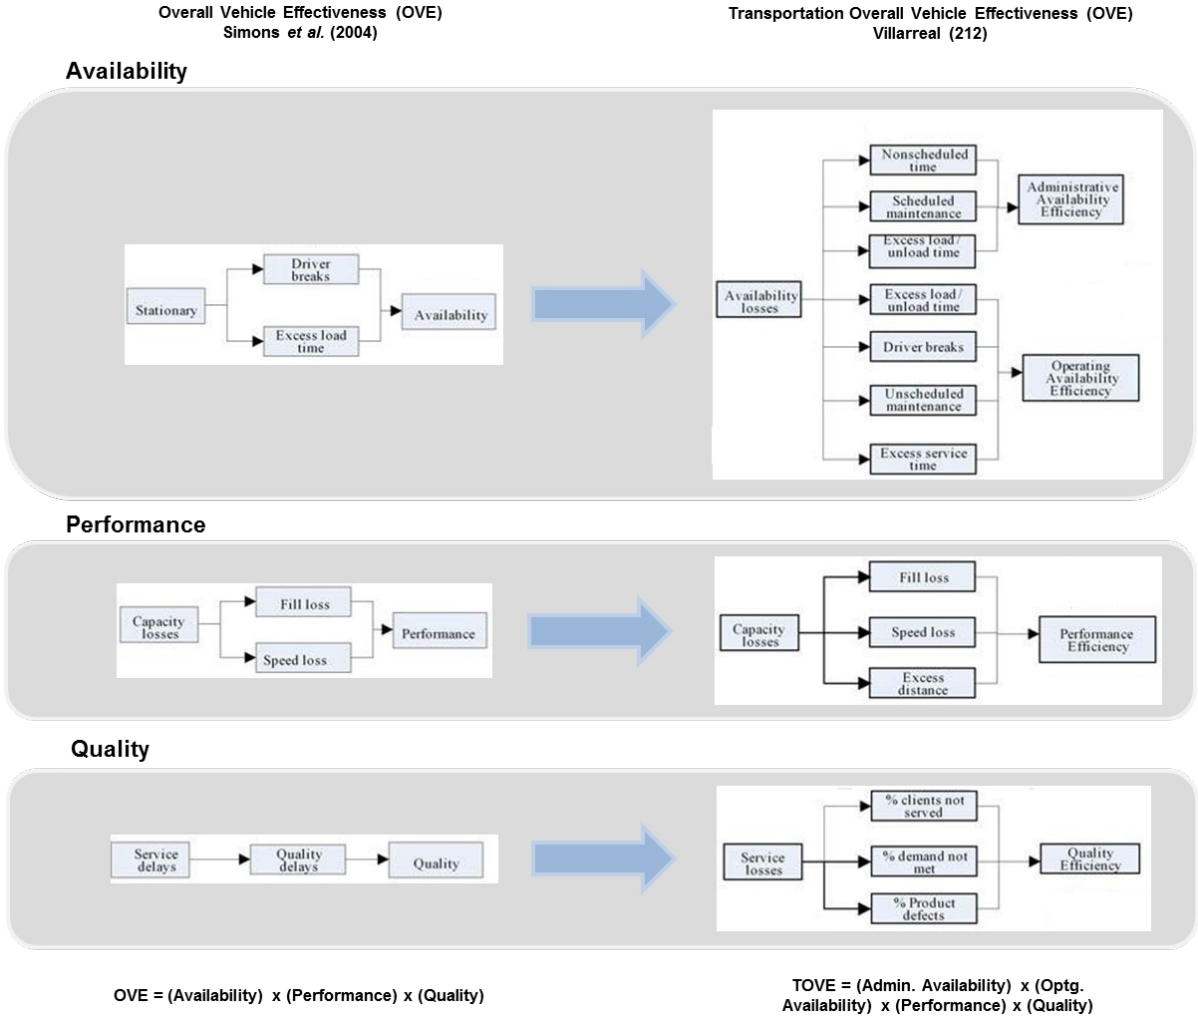 Overall Vehicle Effectiveness (OVE)
Simons et al. (2004)
Transportation Overall Vehicle Effectiveness (OVE)
Villarreal (212)
Availability
Stationary
Driver
breaks
Excess load
time
Availability
Availability
losses
Nonscheduled
time
Scheduled
maintenance
Excess load/
unload time
Excess load/
unload time
Driver breaks
Unscheduled
maintenance
Excess service
time
Administrative
Availability
Efficiency
Operating
Availability
Efficiency
Performance
Capacity
losses
Fill loss
Speed loss
Performance
Capacity
losses
Fill loss
Speed loss
Excess
distance
Performance
Efficiency
Quality
Service
delays
Quality
delays
Quality
Service
losses
% clients not
served
% demand not
met
% Product
defects
Quality
Efficiency
OVE = (Availability) x (Performance) x (Quality)
TOVE = (Admin. Availability) x (Optg.
Availability) x (Performance) x (Quality)